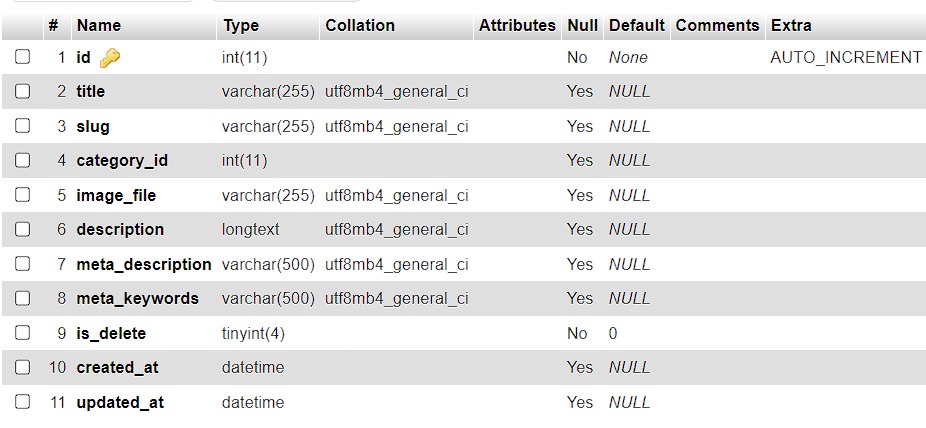 # Name Type Collation Attributes Null Default Comments Extra
1 id int(11) No None AUTO_INCREMENT
2 title varchar(255) utf8mb4_general_ci Yes NULL
3 slug varchar(255) utf8mb4_general_ci Yes NULL
4 category_id int(11) Yes NULL
5 image_file varchar(255) utf8mb4_general_ci Yes NULL
6 description longtext utf8mb4_general_ci Yes NULL
7 meta_description varchar(500) utf8mb4_general_ci Yes NULL
8 meta_keywords varchar(500) utf8mb4_general_ci Yes NULL
9 is_delete tinyint(4) No 0
10 created_at datetime Yes NULL
11 updated_at datetime Yes NULL